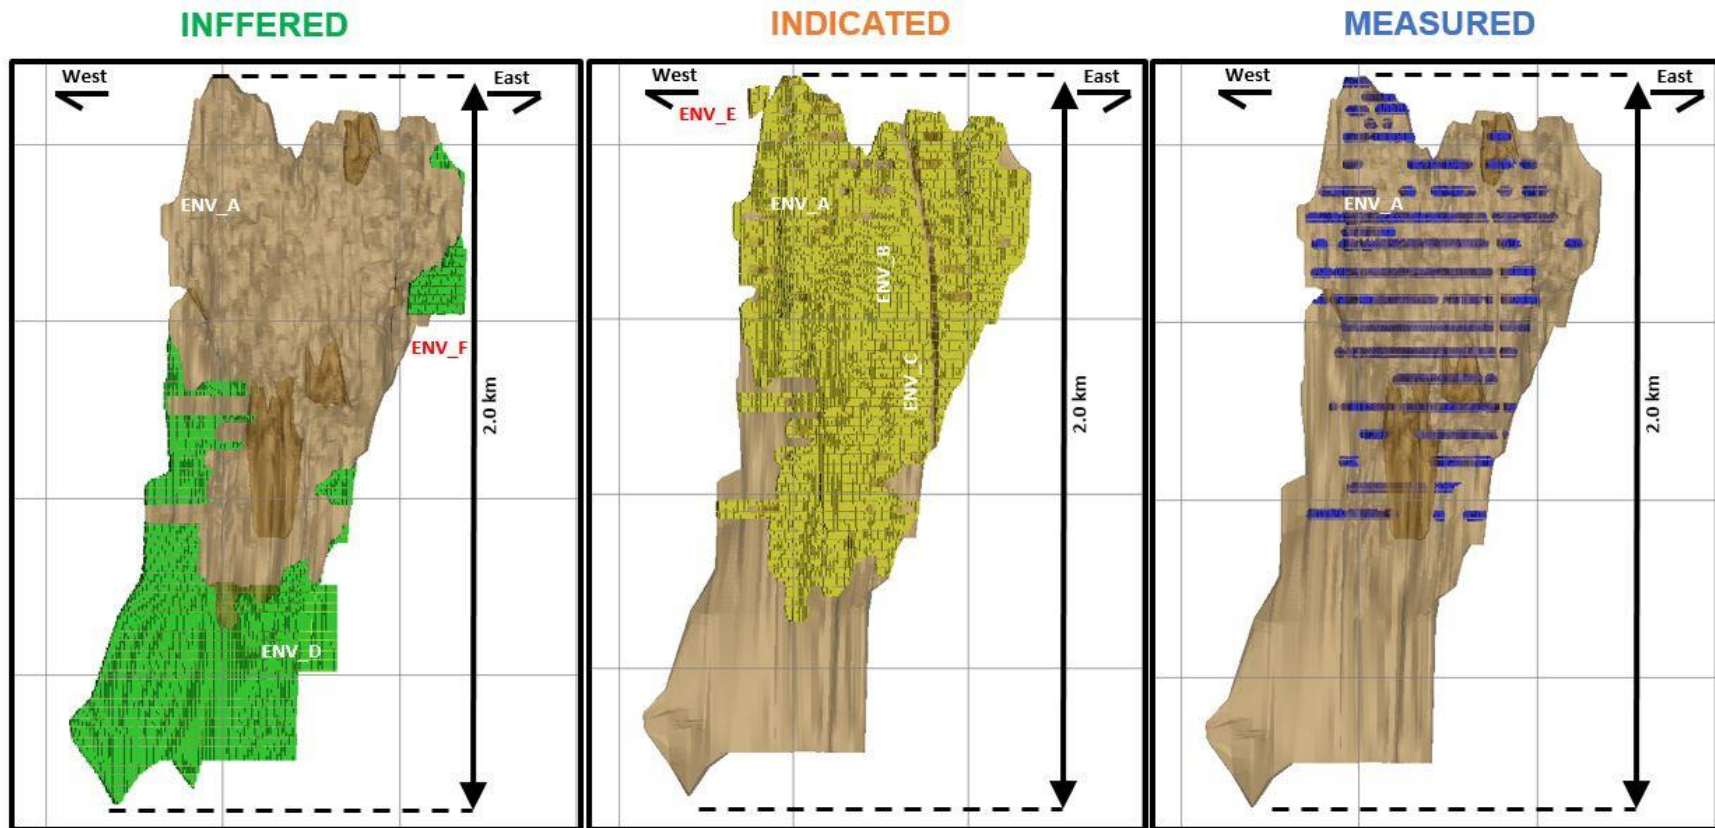 INFFERED
INDICATED
MEASURED
West
East
ENV_A
ENV_F
2.0 km
ENV_D
West
East
ENV_E
ENV_A
ENV_B
ENV_C
2.0 km
West
East
ENV_A
2.0 km